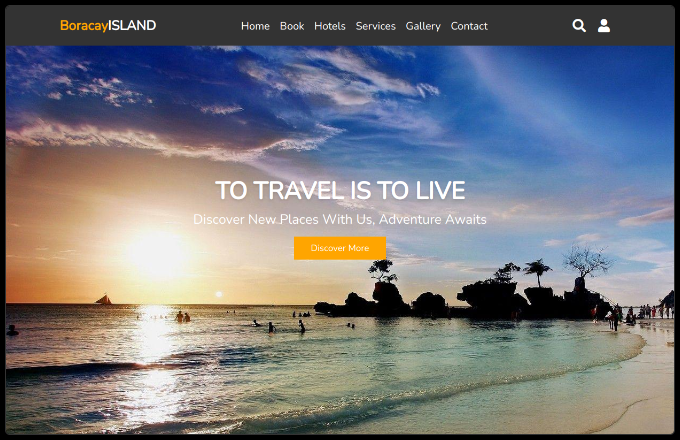 BoracayISLAND
Home Book Hotels Services Gallery Contact
TO TRAVEL IS TO LIVE
Discover New Places With Us, Adventure Awaits
Discover More